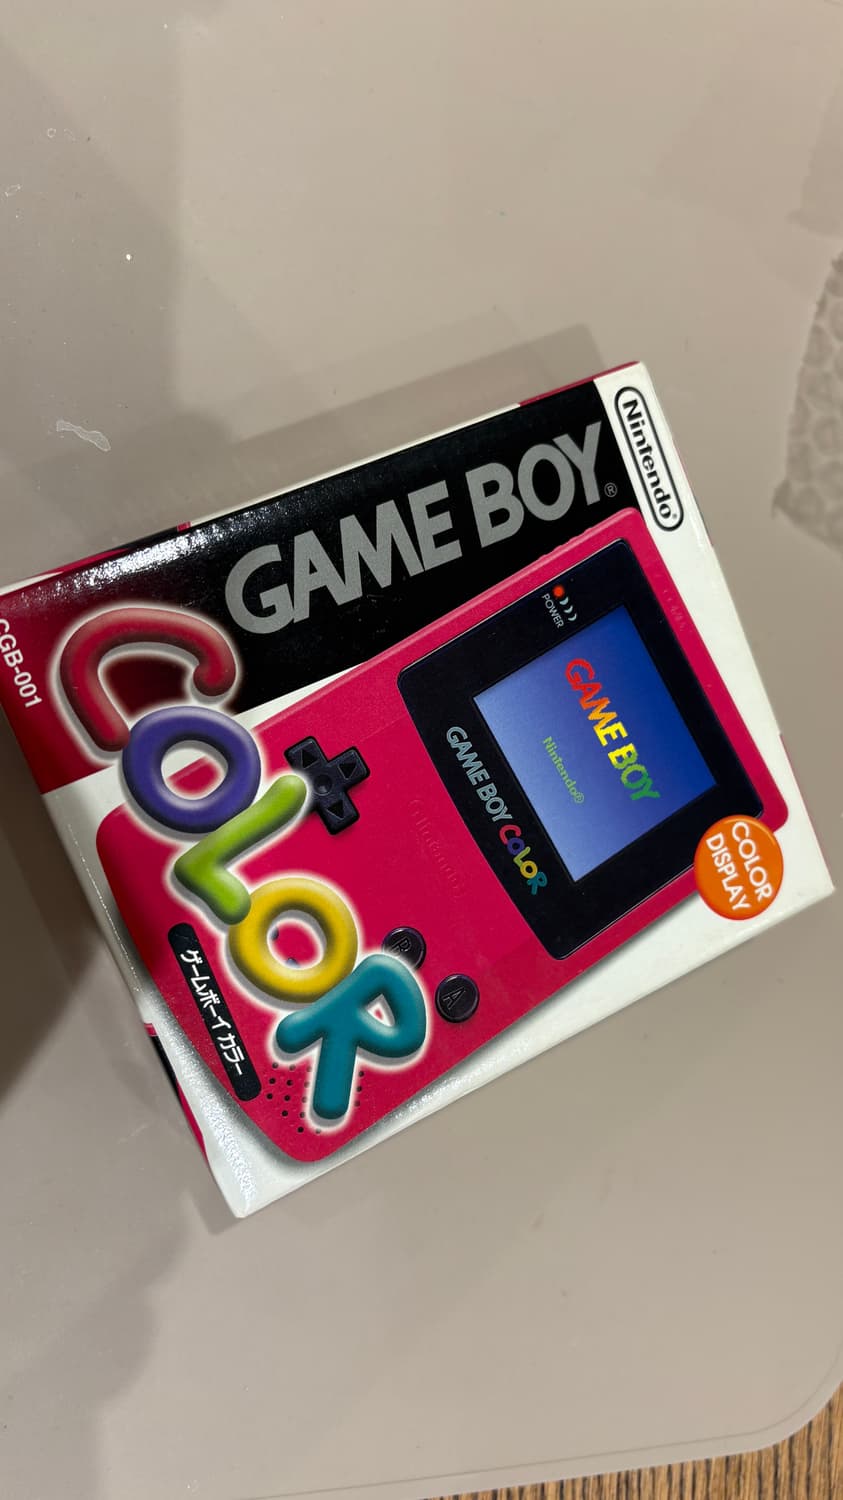 Nintendo®
GAME BOY®
COLOR
CGB-001
POWER
GAME BOY
Nintendo®
GAME BOY COLOR
COLOR
DISPLAY
B
A
ゲームボーイカラー